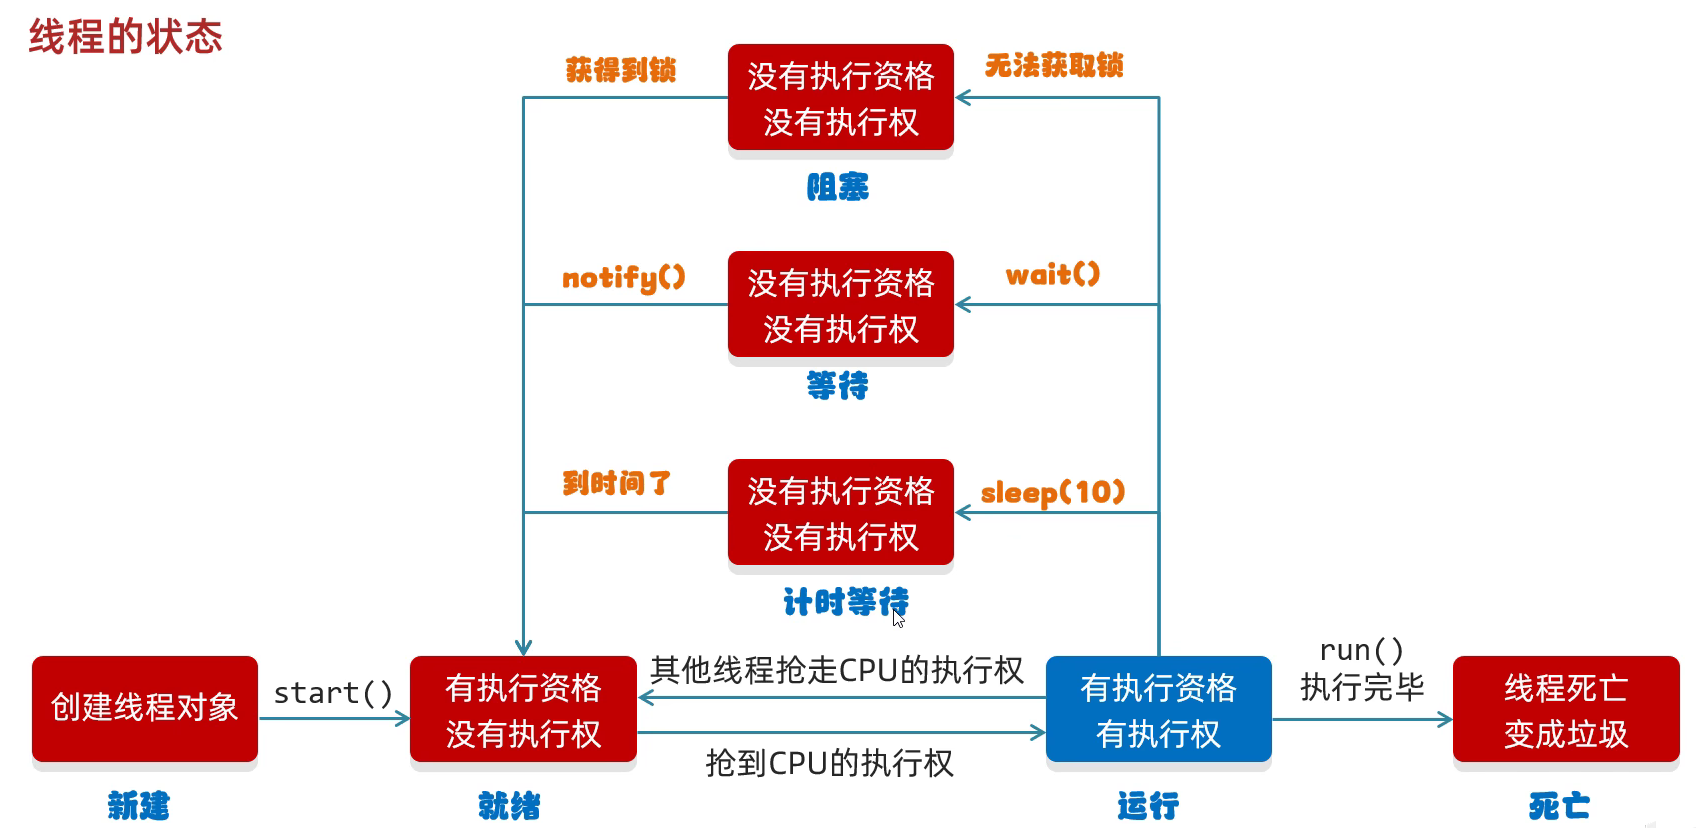 线程的状态
获得到锁
没有执行资格
没有执行权
无法获取锁
阻塞
notify()
没有执行资格
没有执行权
wait()
等待
到时间了
没有执行资格
没有执行权
sleep(10)
计时等待
创建线程对象
start()
有执行资格
没有执行权
其他线程抢走CPU的执行权
抢到CPU的执行权
有执行资格
有执行权
run()
执行完毕
线程死亡
变成垃圾
新建
就绪
运行
死亡